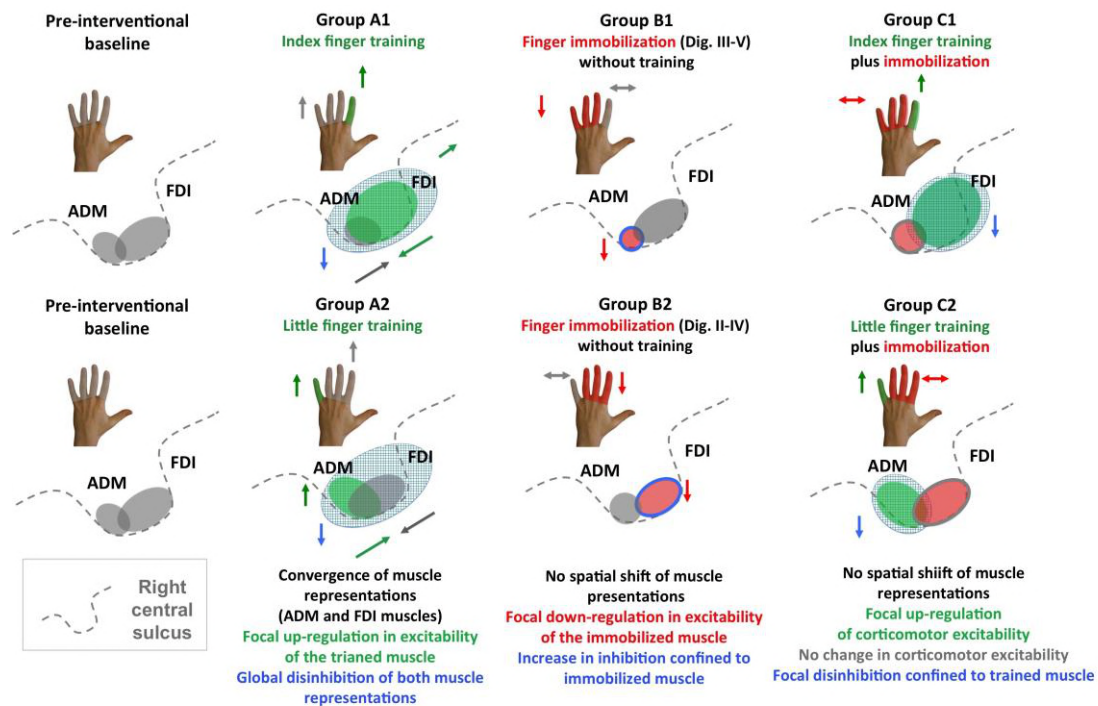 Pre-interventional
baseline
Group A1
Index finger training
Group B1
Finger immobilization (Dig. III-V)
without training
Group C1
Index finger training
plus immobilization
ADM
FDI
ADM
FDI
ADM
FDI
ADM
FDI
Pre-interventional
baseline
Group A2
Little finger training
Group B2
Finger immobilization (Dig. II-IV)
without training
Group C2
Little finger training
plus immobilization
ADM
FDI
ADM
FDI
ADM
FDI
ADM
FDI
Right
central
sulcus
Convergence of muscle
representations
(ADM and FDI muscles)
Focal up-regulation in excitability
of the trianed muscle
Global disinhibition of both muscle
representations
No spatial shift of muscle
presentations
Focal down-regulation in excitability
of the immobilized muscle
Increase in inhibition confined to
immobilized muscle
No spatial shiift of muscle
representations
Focal up-regulation
of corticomotor excitability
No change in corticomotor excitability
Focal disinhibition confined to trained muscle